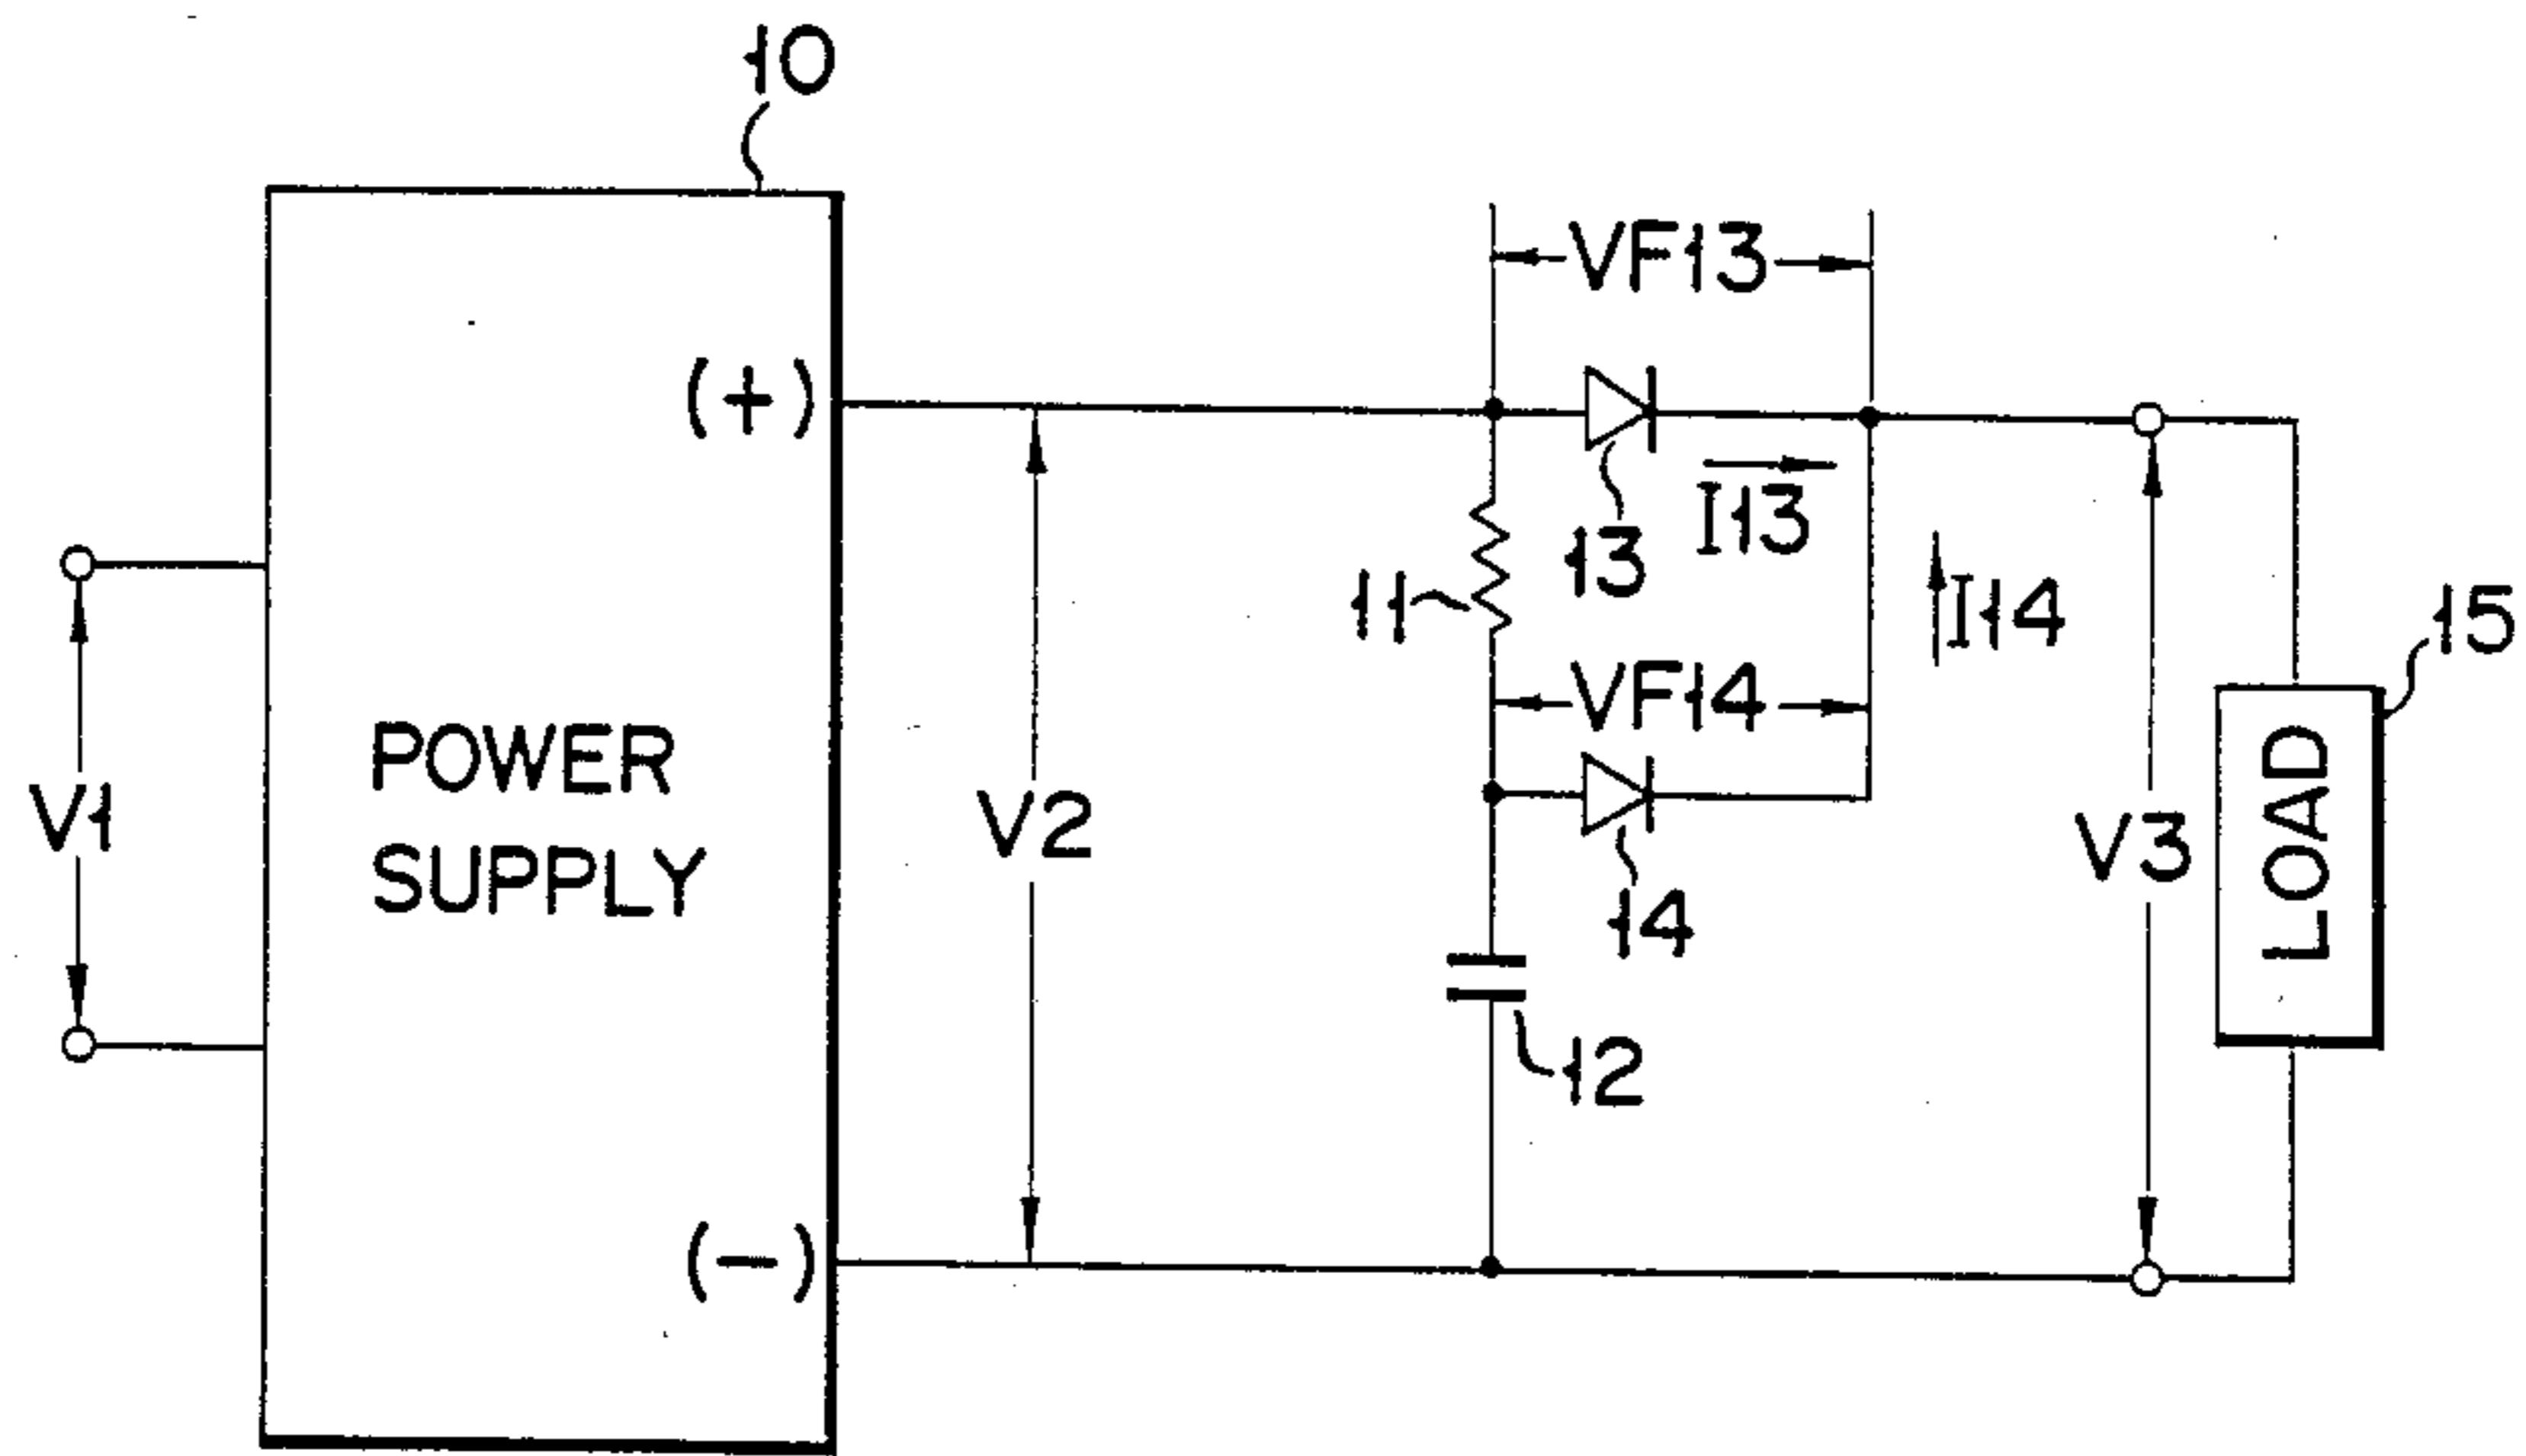 10
VF13
(+)
I13
13
11
I14
15
VF14
POWER
SUPPLY
V1
V2
V3
LOAD
14
12
(-)